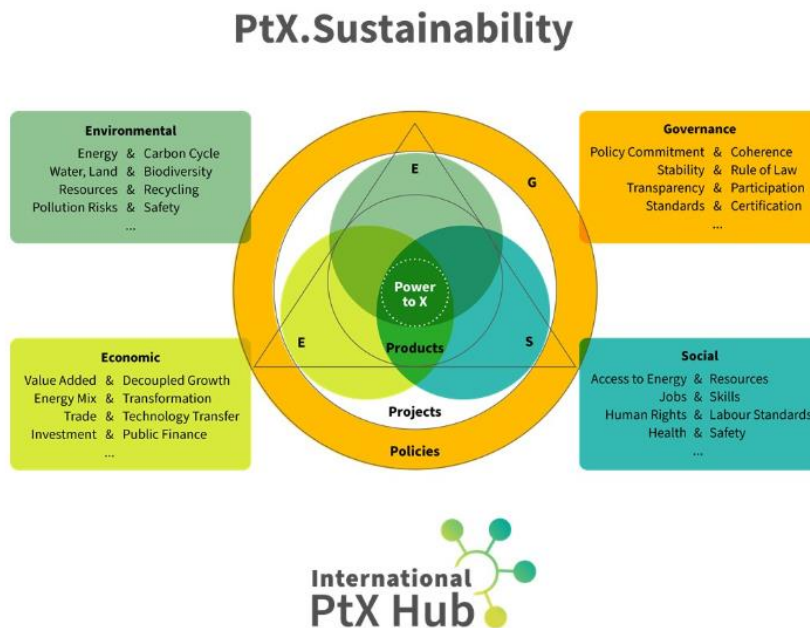 PtX.Sustainability
Environmental
Energy & Carbon Cycle
Water, Land & Biodiversity
Resources & Recycling
Pollution Risks & Safety
...
Governance
Policy Commitment & Coherence
Stability & Rule of Law
Transparency & Participation
Standards & Certification
...
E
G
Power
to X
E
Products
S
Projects
Policies
Economic
Value Added & Decoupled Growth
Energy Mix & Transformation
Trade & Technology Transfer
Investment & Public Finance
...
Social
Access to Energy & Resources
Jobs & Skills
Human Rights & Labour Standards
Health & Safety
...
International
PtX Hub